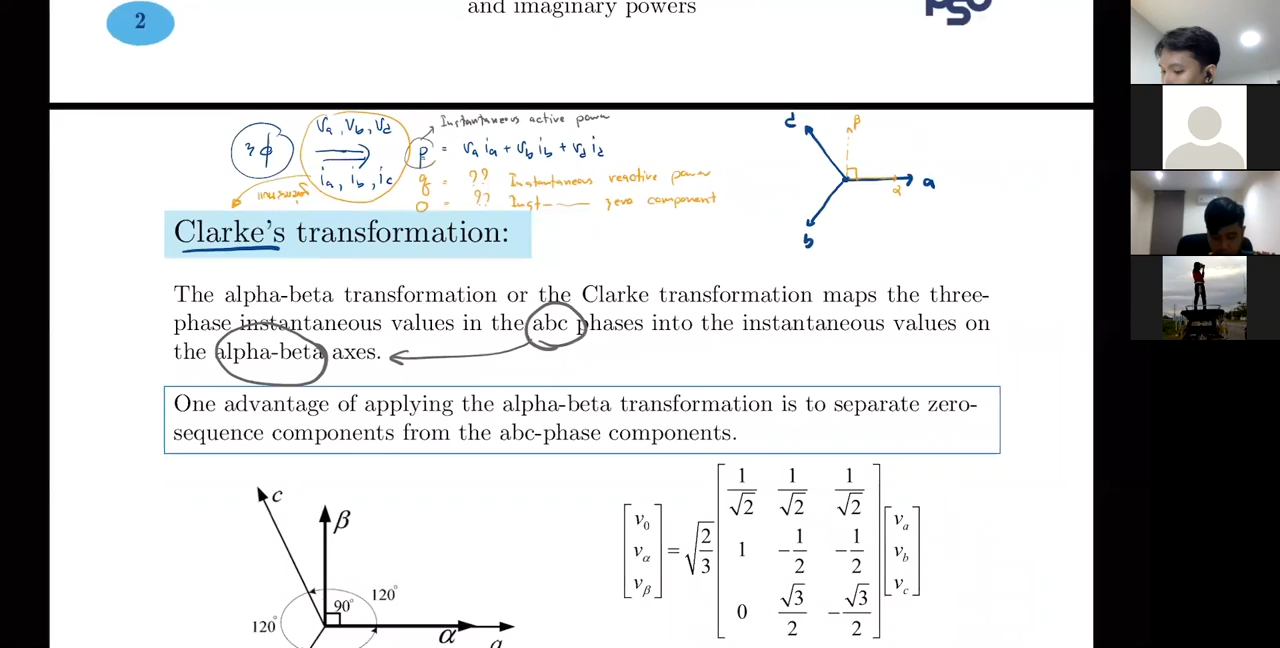 and imaginary powers
2
PSU
3ϕ
Va, Vb, Vd
ia, ib, ic
Instantaneous active power
p = va ia + vb ib + vd id
q = ?? Instantaneous reactive power
0 = ?? Inst—— zero component
d
β
α
a
b
Clarke's transformation:
The alpha-beta transformation or the Clarke transformation maps the three-
phase instantaneous values in the abc phases into the instantaneous values on
the alpha-beta axes.
One advantage of applying the alpha-beta transformation is to separate zero-
sequence components from the abc-phase components.
c
β
90°
120°
120°
α
a
[v0 vα vβ] = √(2/3) [1/√2 1/√2 1/√2; 1 -1/2 -1/2; 0 √3/2 -√3/2] [va vb vc]